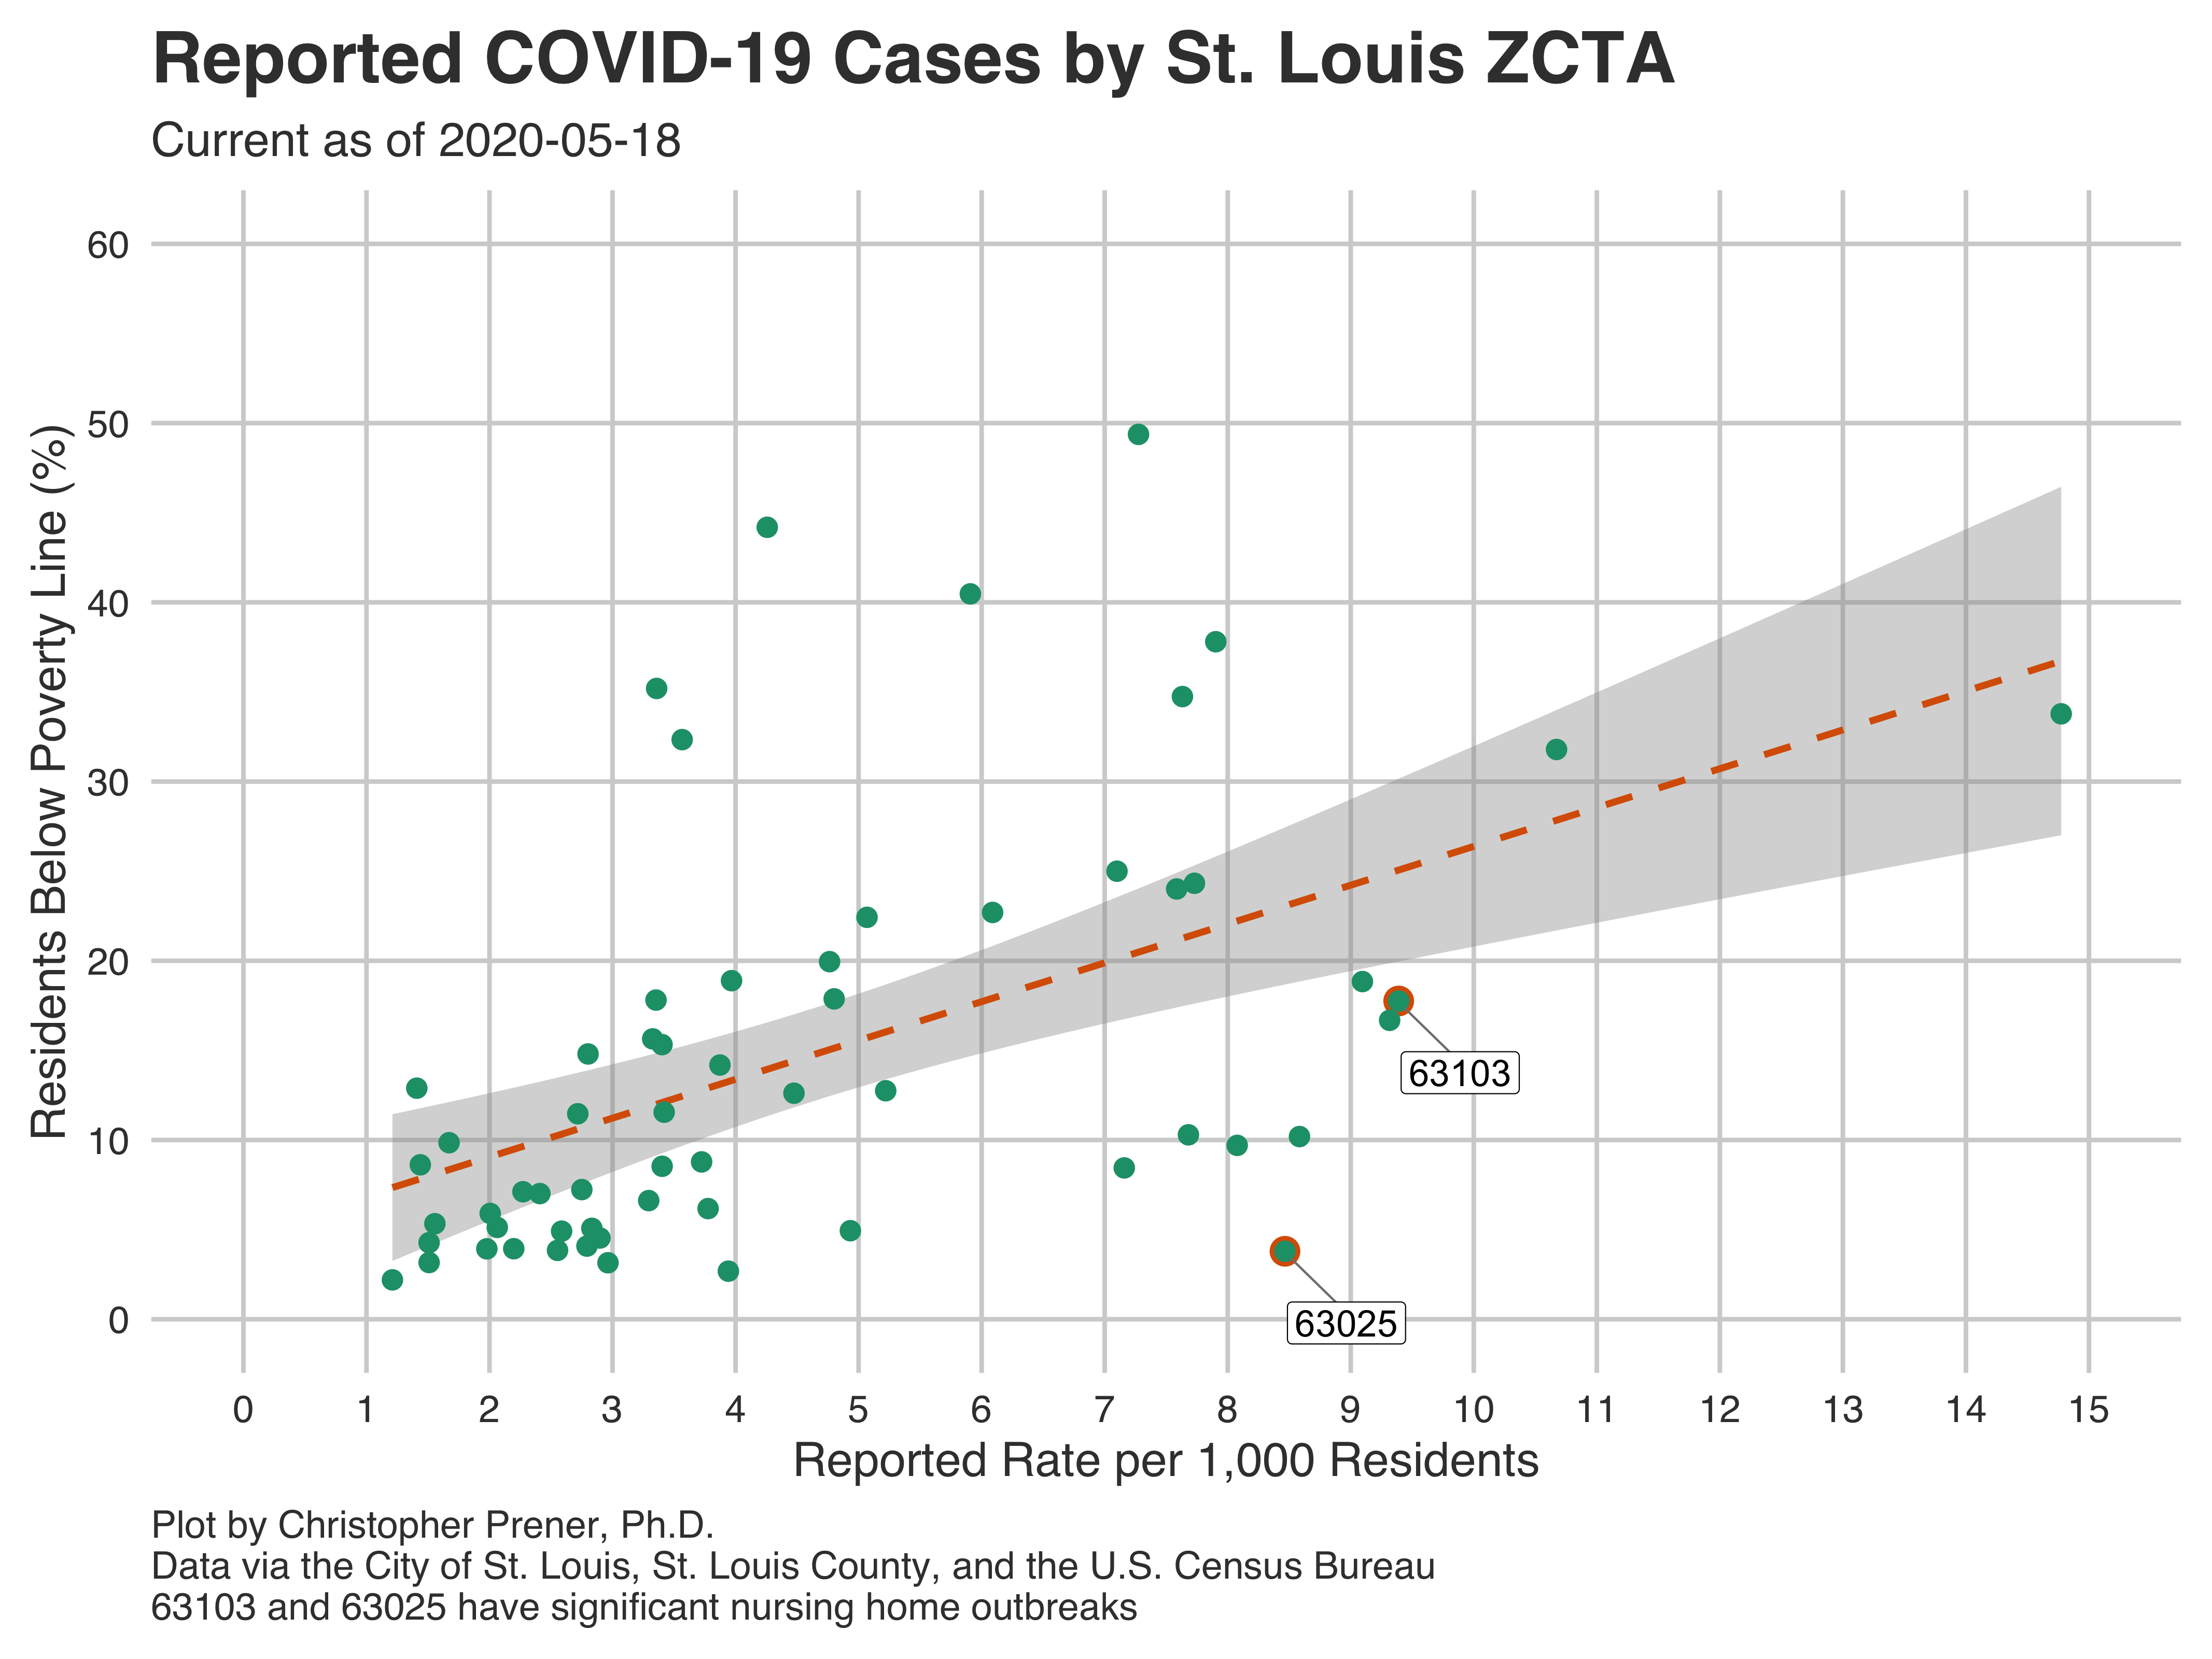 Reported COVID-19 Cases by St. Louis ZCTA
Current as of 2020-05-18
Residents Below Poverty Line (%)
60
50
40
30
20
10
0
63103
63025
0 1 2 3 4 5 6 7 8 9 10 11 12 13 14 15
Reported Rate per 1,000 Residents
Plot by Christopher Prener, Ph.D.
Data via the City of St. Louis, St. Louis County, and the U.S. Census Bureau
63103 and 63025 have significant nursing home outbreaks